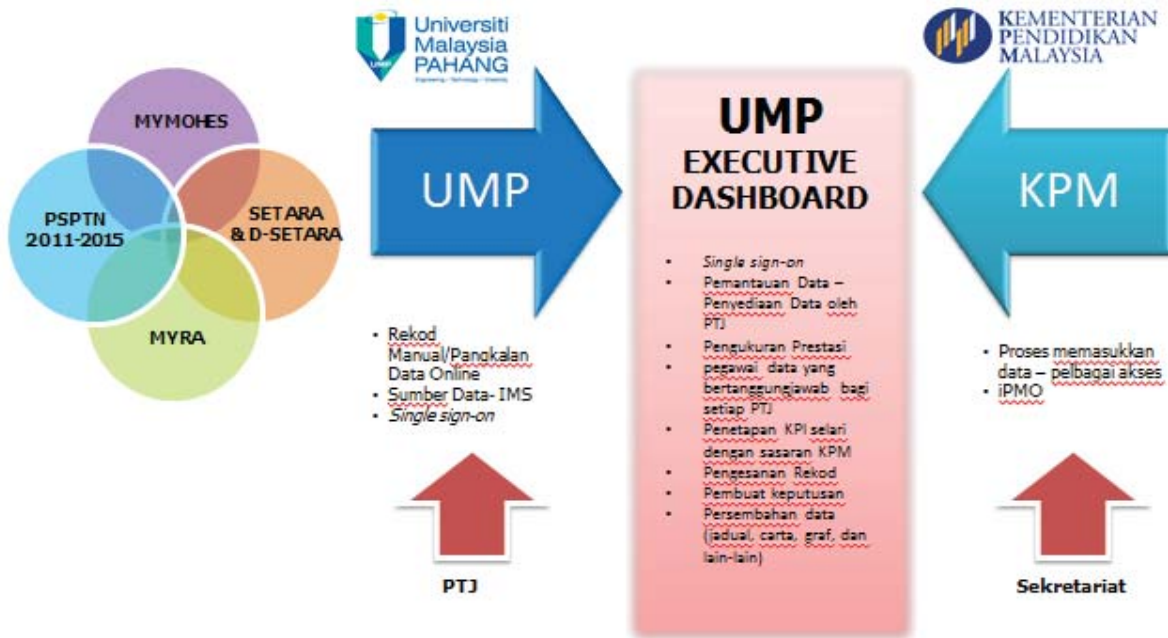 MYMOHES
PSPTN
2011-2015
SETARA
& D-SETARA
MYRA
UMP
Universiti
Malaysia
PAHANG
UMP
• Rekod
Manual/Pangkalan
Data Online
• Sumber Data- IMS
• Single sign-on
PTJ
UMP
EXECUTIVE
DASHBOARD
• Single sign-on
• Pemantauan Data –
Penyediaan Data oleh
PTJ
• Pengukuran Prestasi
• pegawai data yang
bertanggungjawab bagi
setiap PTJ
• Penetapan KPI selari
dengan sasaran KPM
• Pengesanan Rekod
• Pembuat keputusan
• Persembahan data
(jadual, carta, graf, dan
lain-lain)
KEMENTERIAN
PENDIDIKAN
MALAYSIA
KPM
• Proses memasukkan
data – pelbagai akses
• iPMO
Sekretariat